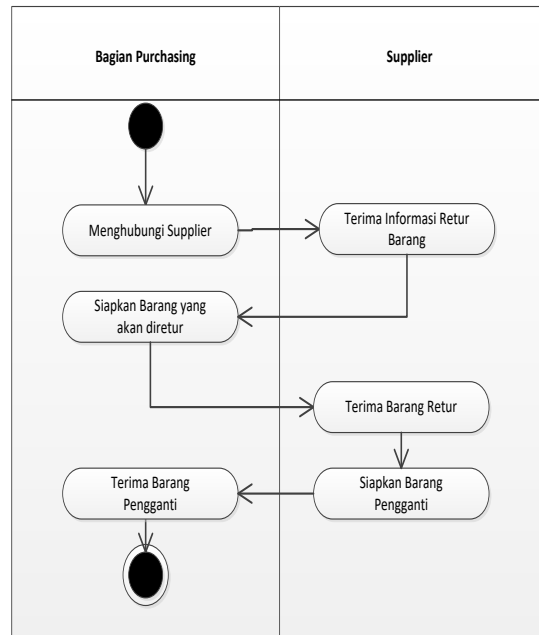 Bagian Purchasing
Supplier
Menghubungi Supplier
Terima Informasi Retur
Barang
Siapkan Barang yang
akan diretur
Terima Barang Retur
Siapkan Barang
Pengganti
Terima Barang
Pengganti